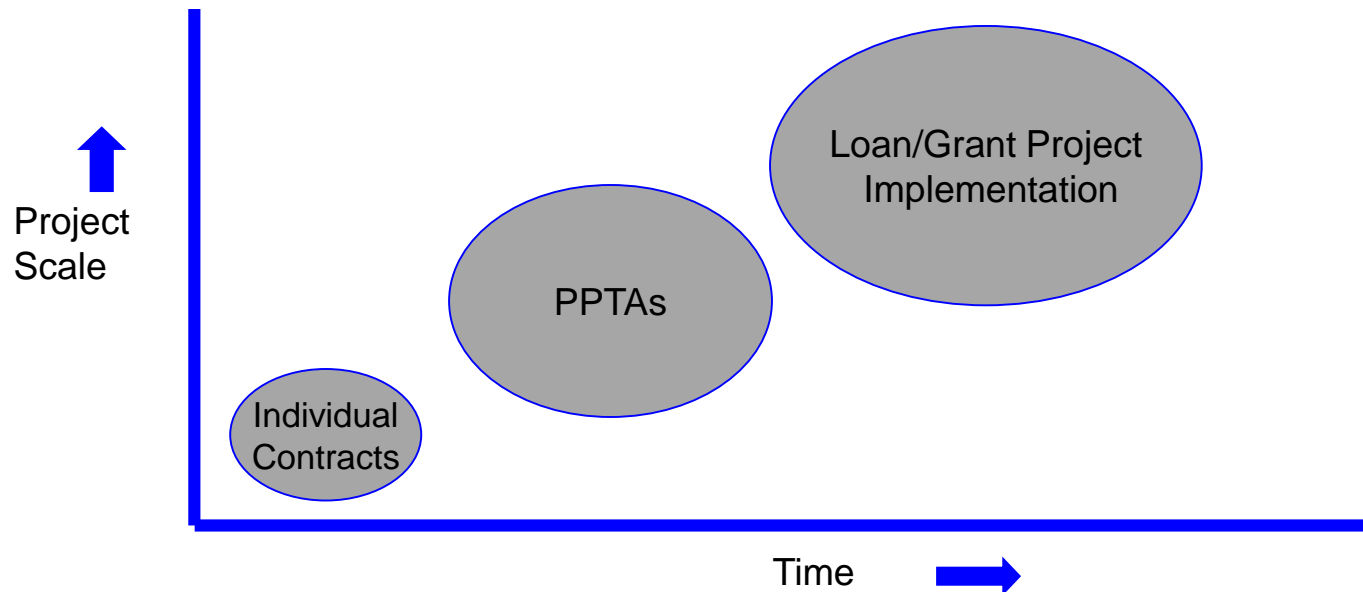 Loan/Grant Project
Implementation
Project
Scale
PPTAs
Individual
Contracts
Time